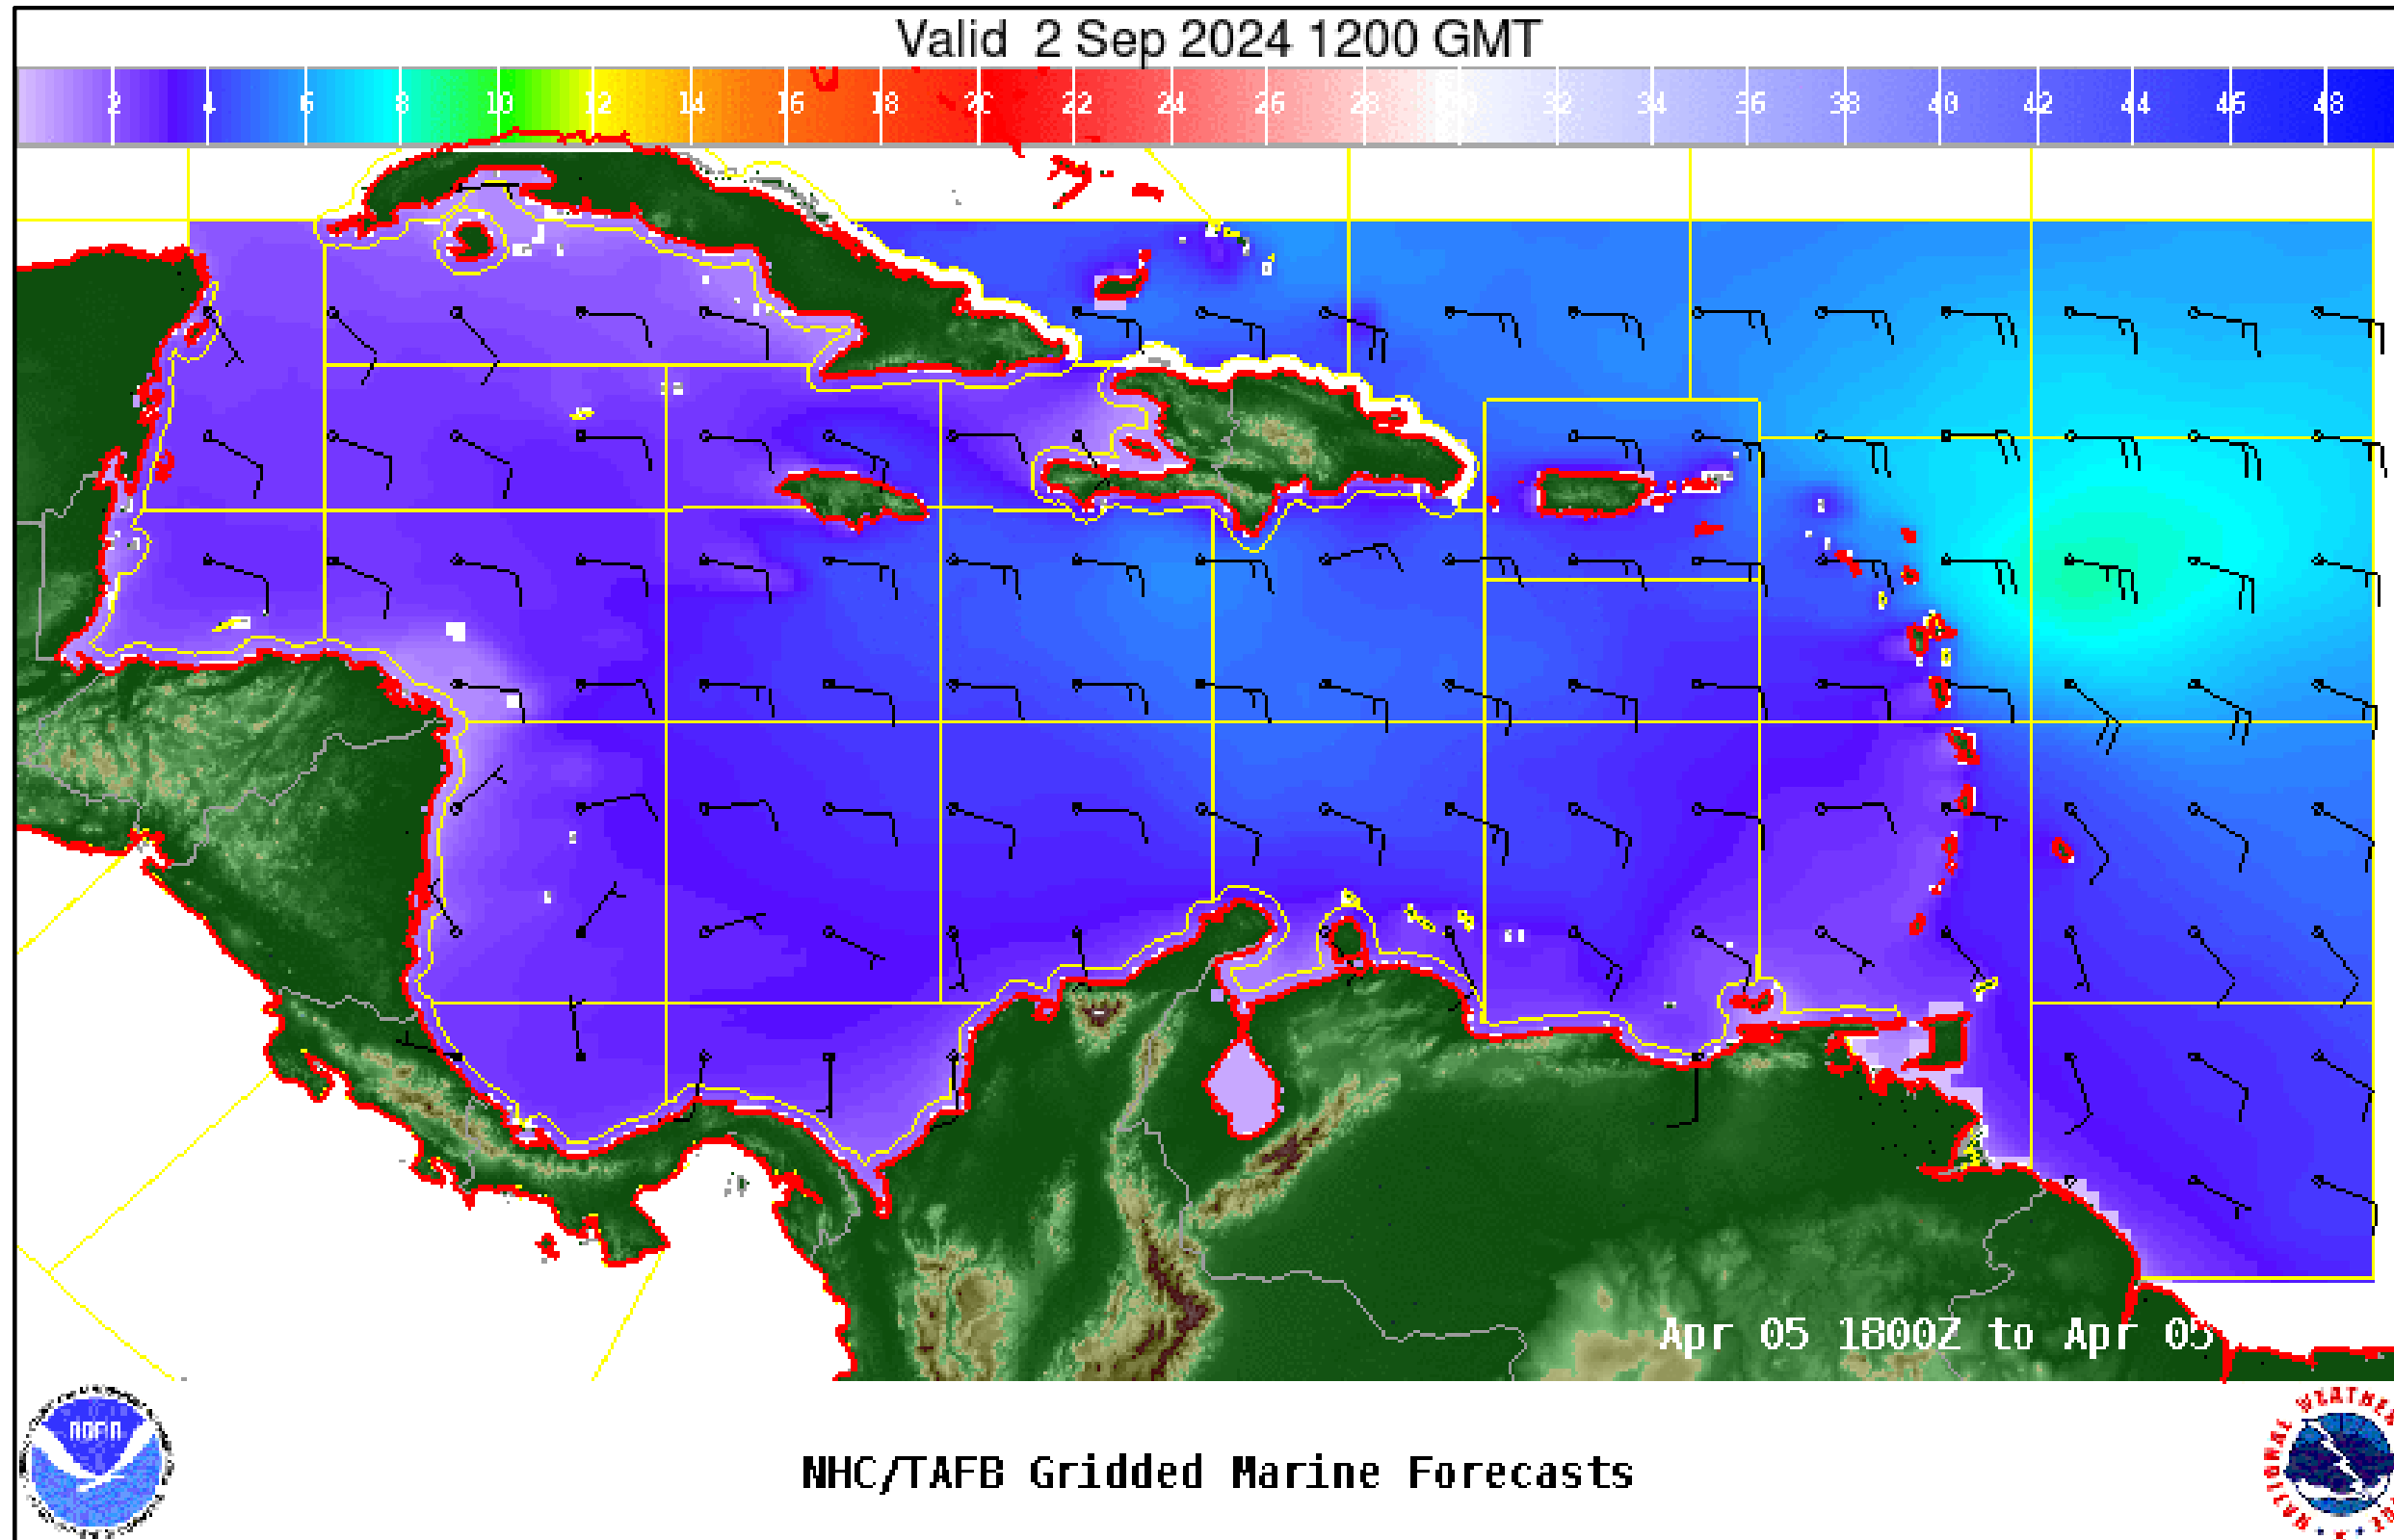 Valid 2 Sep 2024 1200 GMT
2 4 6 8 10 12 14 16 18 20 22 24 26 28 30 32 34 36 38 40 42 44 46 48
Apr 05 1800Z to Apr 05
NOAA
NATIONAL WEATHER
NHC/TAFB Gridded Marine Forecasts